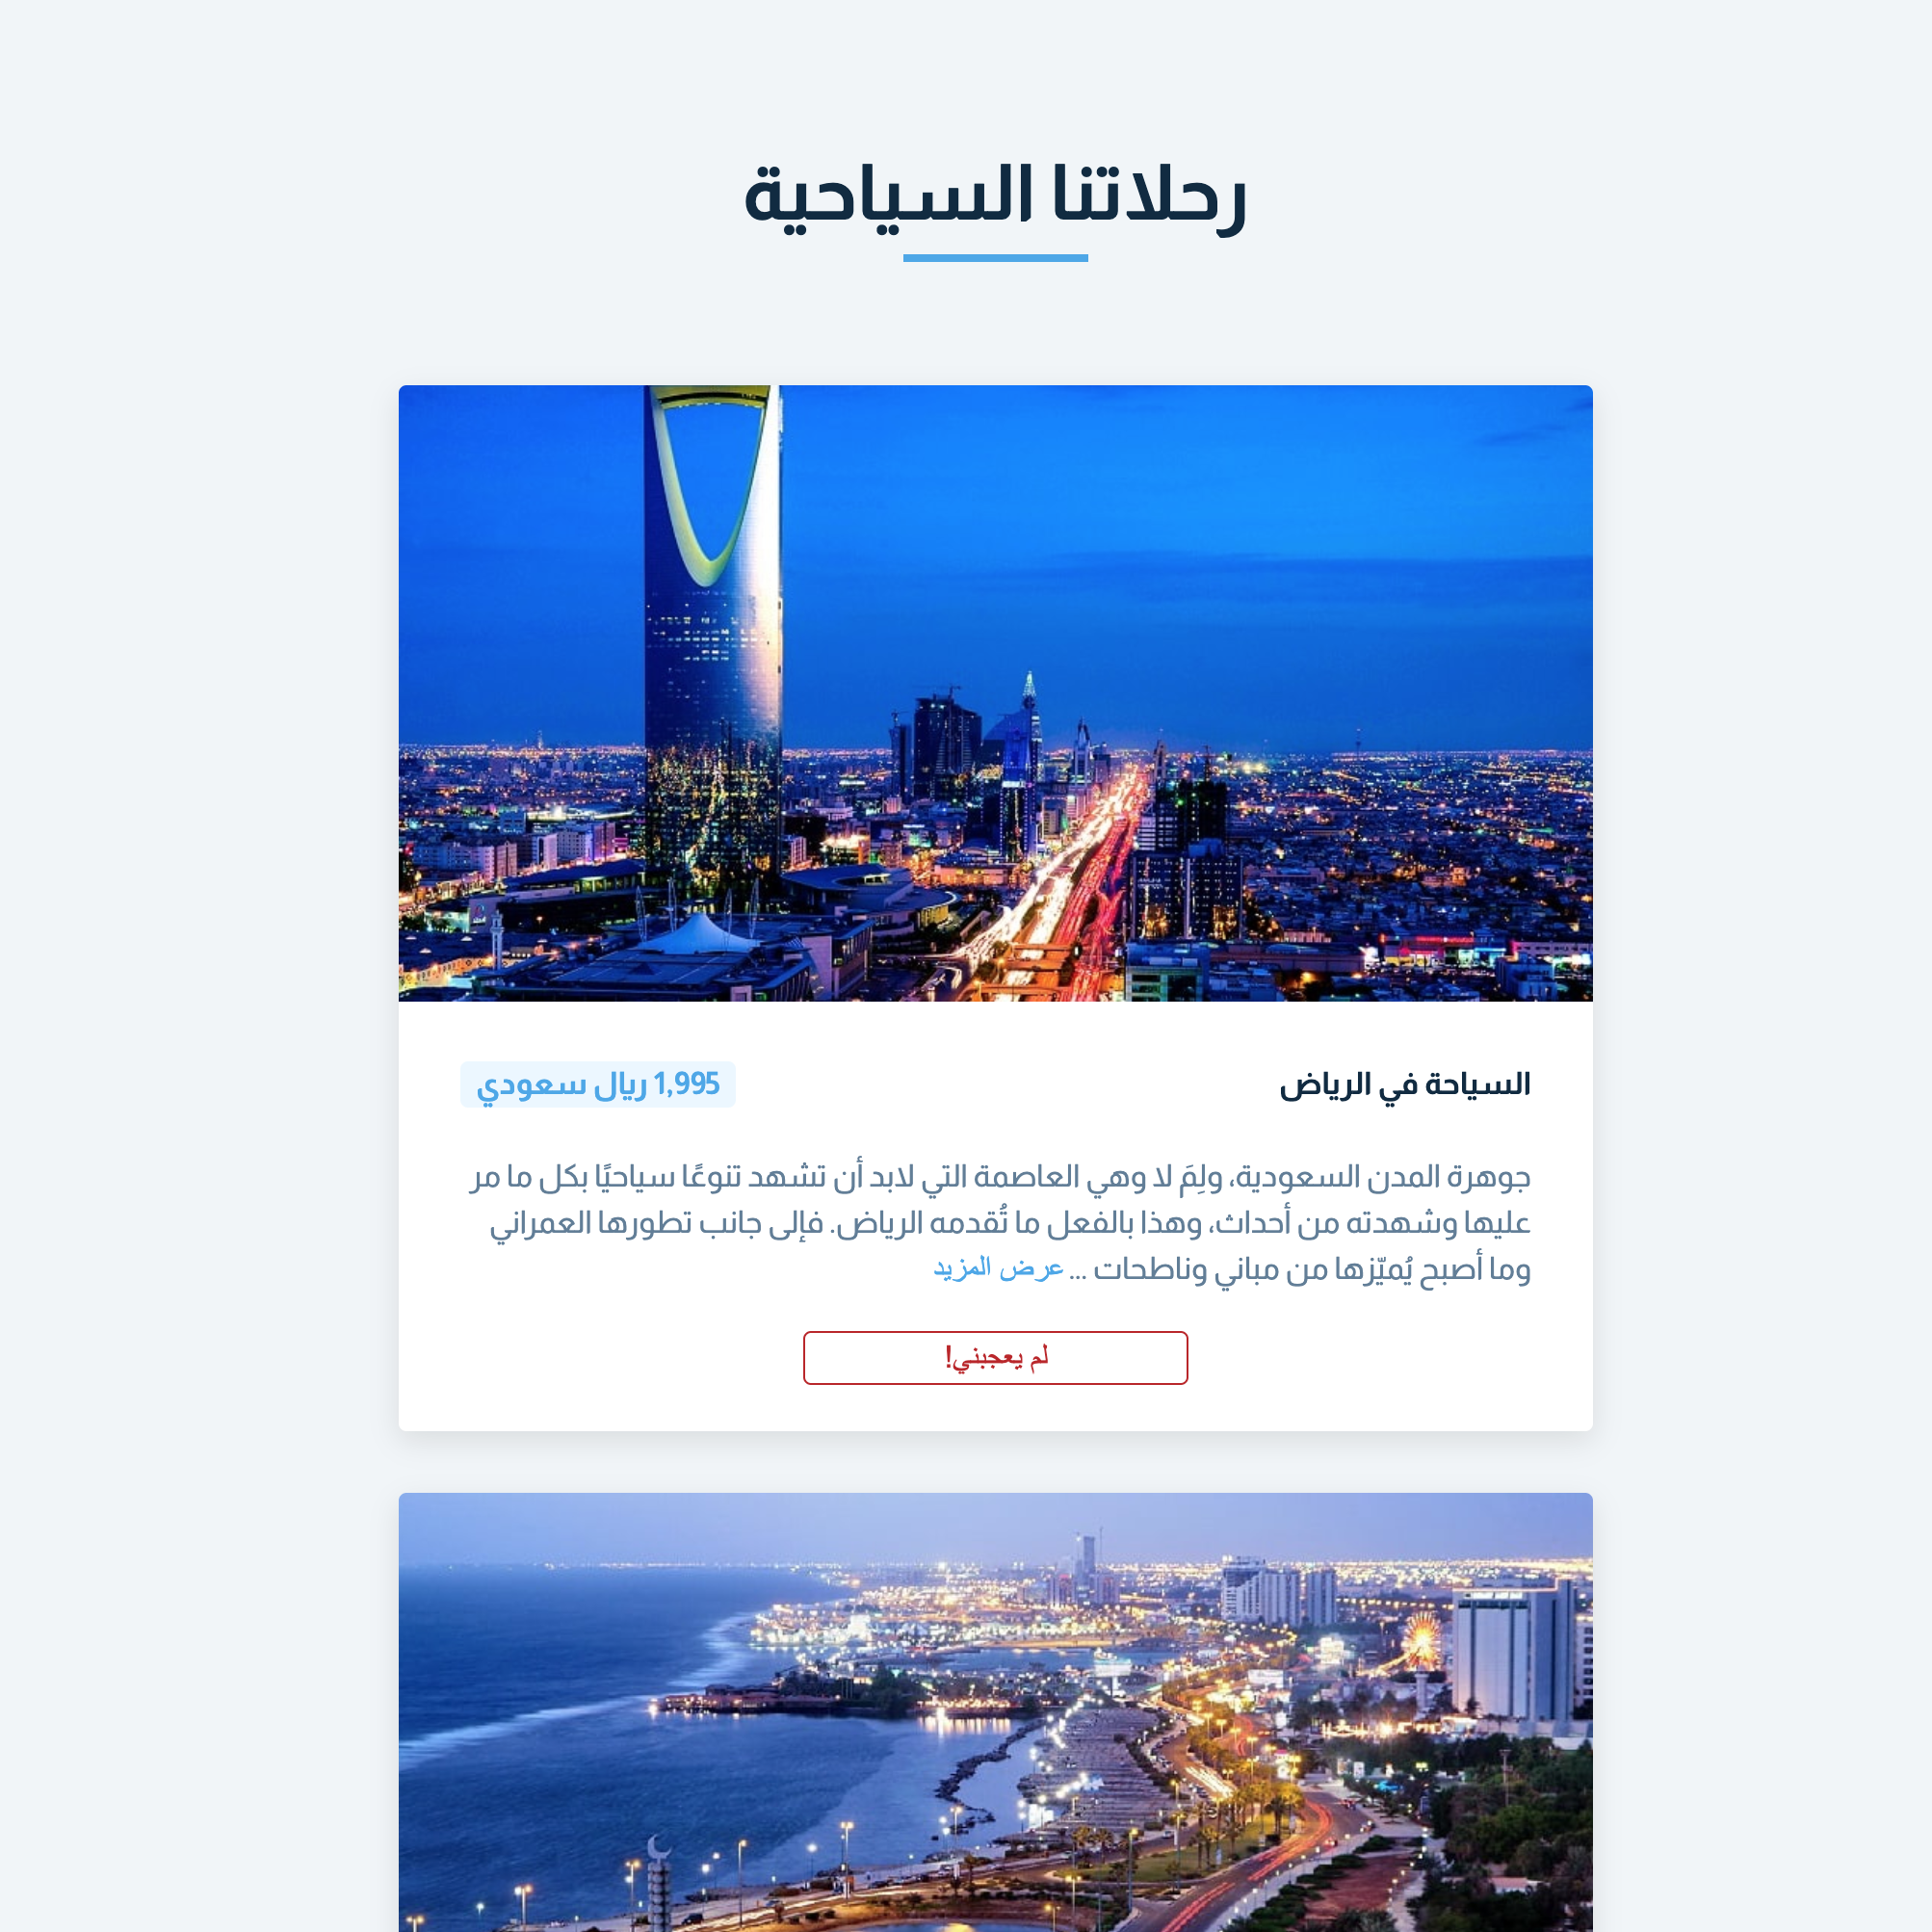 رحلاتنا السياحية
السياحة في الرياض
1,995 ريال سعودي
جوهرة المدن السعودية، ولِمَ لا وهي العاصمة التي لابد أن تشهد تنوعًا سياحيًا بكل ما مر
عليها وشهدته من أحداث، وهذا بالفعل ما تُقدمه الرياض. فإلى جانب تطورها العمراني
وما أصبح يُميّزها من مباني وناطحات ... عرض المزيد
لم يعجبني!